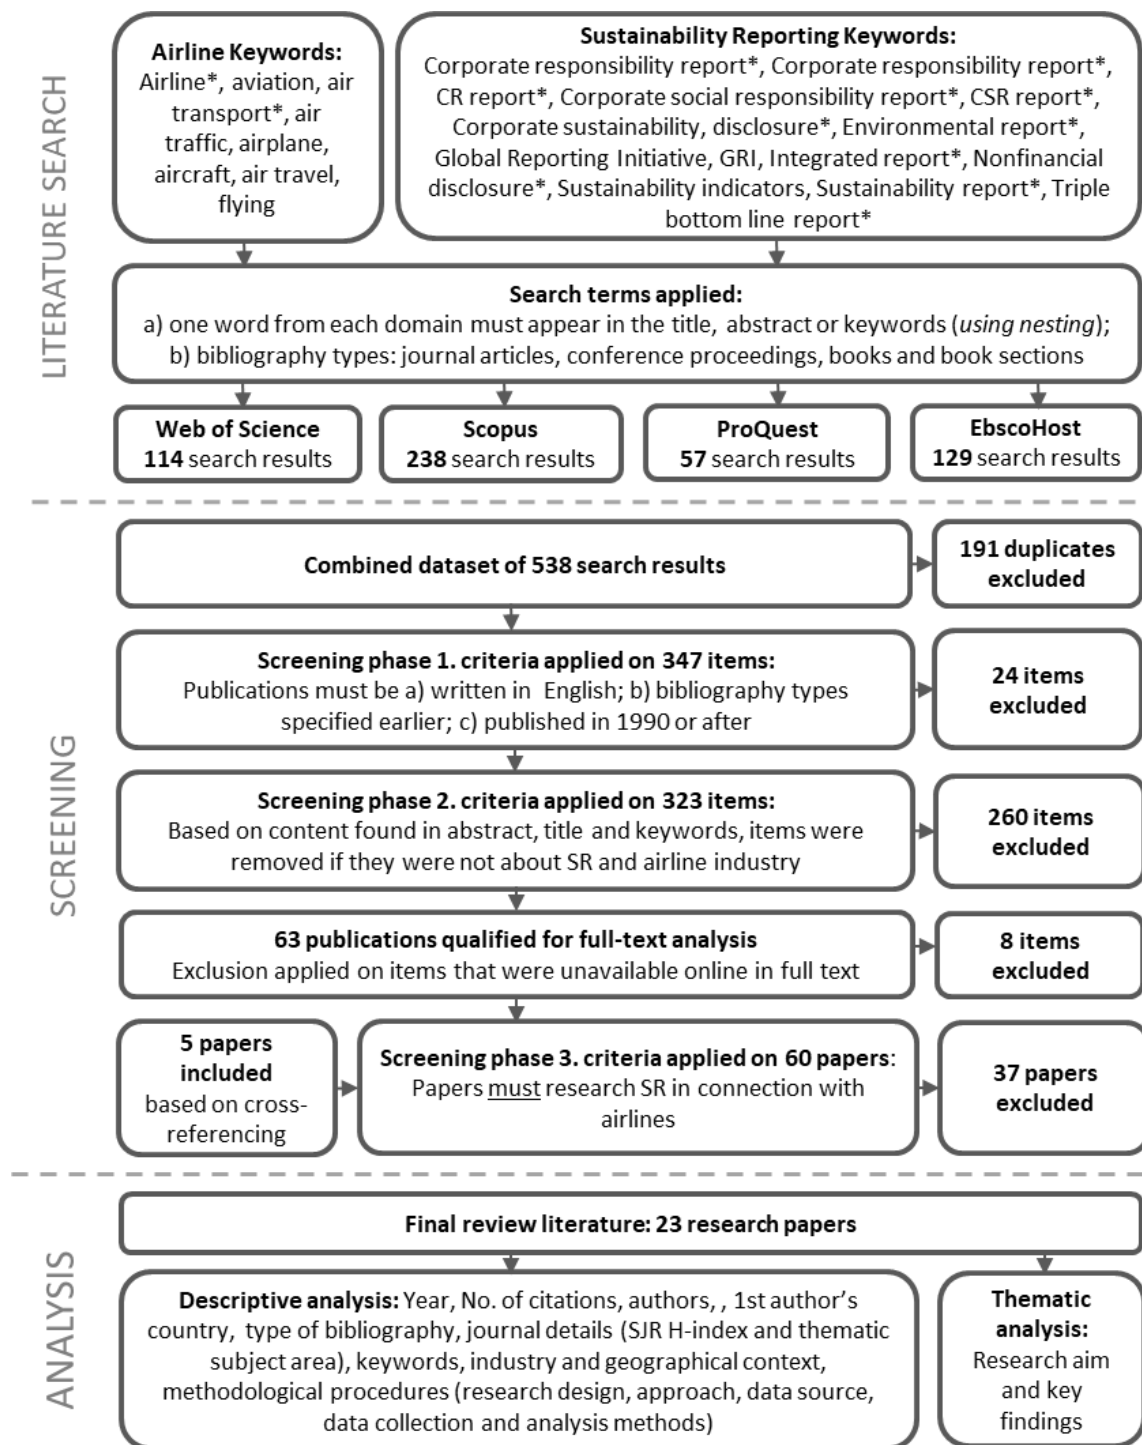 LITERATURE SEARCH
Airline Keywords:
Airline*, aviation, air
transport*, air
traffic, airplane,
aircraft, air travel,
flying
Sustainability Reporting Keywords:
Corporate responsibility report*, Corporate responsibility report*,
CR report*, Corporate social responsibility report*, CSR report*,
Corporate sustainability, disclosure*, Environmental report*,
Global Reporting Initiative, GRI, Integrated report*, Nonfinancial
disclosure*, Sustainability indicators, Sustainability report*, Triple
bottom line report*
Search terms applied:
a) one word from each domain must appear in the title, abstract or keywords (using nesting);
b) bibliography types: journal articles, conference proceedings, books and book sections
Web of Science
114 search results
Scopus
238 search results
ProQuest
57 search results
EbscoHost
129 search results
SCREENING
Combined dataset of 538 search results
191 duplicates
excluded
Screening phase 1. criteria applied on 347 items:
Publications must be a) written in English; b) bibliography types
specified earlier; c) published in 1990 or after
24 items
excluded
Screening phase 2. criteria applied on 323 items:
Based on content found in abstract, title and keywords, items were
removed if they were not about SR and airline industry
260 items
excluded
63 publications qualified for full-text analysis
Exclusion applied on items that were unavailable online in full text
8 items
excluded
5 papers
included
based on cross-
referencing
Screening phase 3. criteria applied on 60 papers:
Papers must research SR in connection with
airlines
37 papers
excluded
ANALYSIS
Final review literature: 23 research papers
Descriptive analysis: Year, No. of citations, authors, , 1st author's
country, type of bibliography, journal details (SJR H-index and thematic
subject area), keywords, industry and geographical context,
methodological procedures (research design, approach, data source,
data collection and analysis methods)
Thematic
analysis:
Research aim
and key
findings